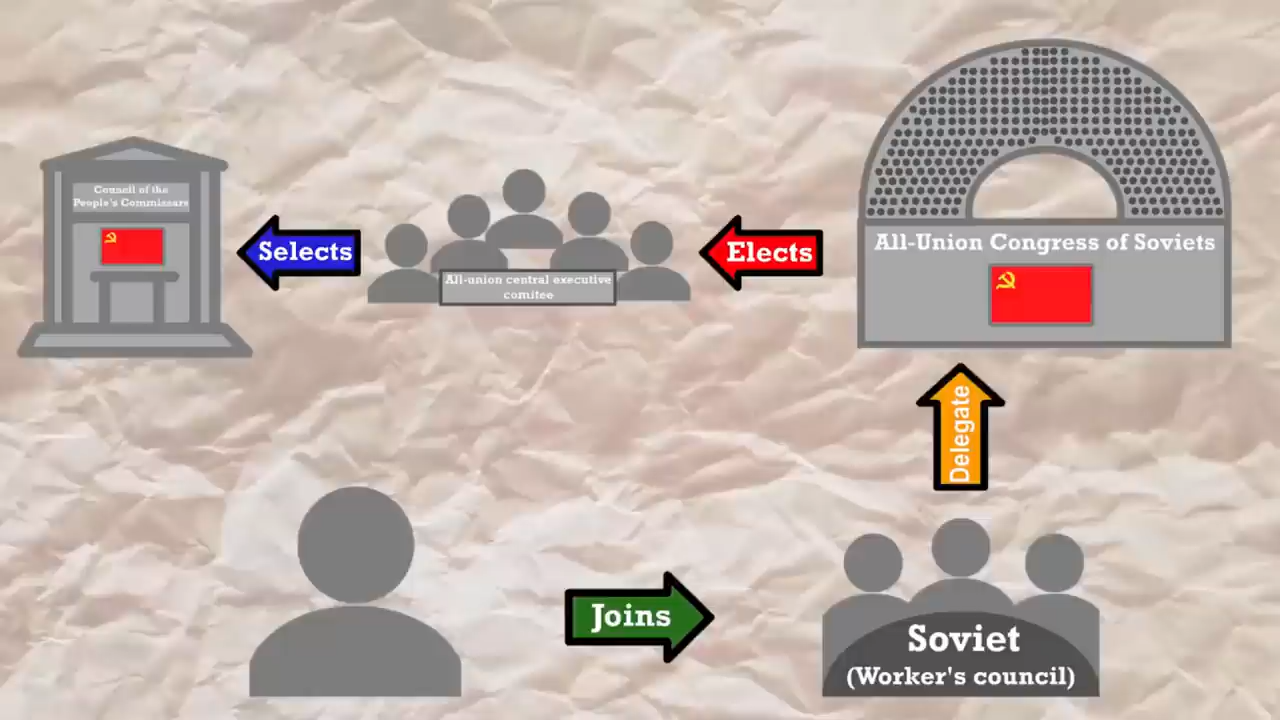 Council of the
People's Commissars
Selects
All-union central executive
comitee
Elects
All-Union Congress of Soviets
Delegate
Joins
Soviet
(Worker's council)